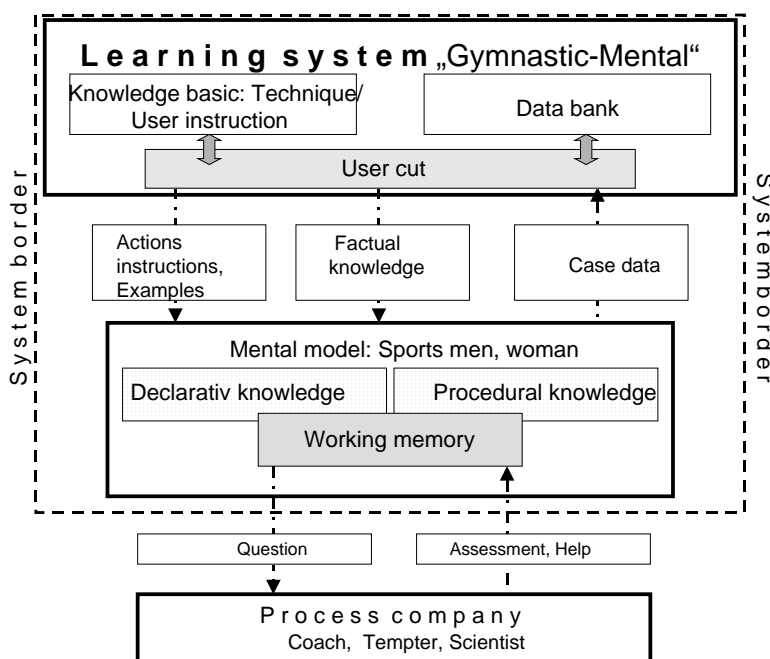 Learning system „Gymnastic-Mental“
Knowledge basic: Technique/
User instruction
Data bank
User cut
System border
Systemborder
Actions
instructions,
Examples
Factual
knowledge
Case data
Mental model: Sports men, woman
Declarativ knowledge
Procedural knowledge
Working memory
Question
Assessment, Help
Process company
Coach, Tempter, Scientist